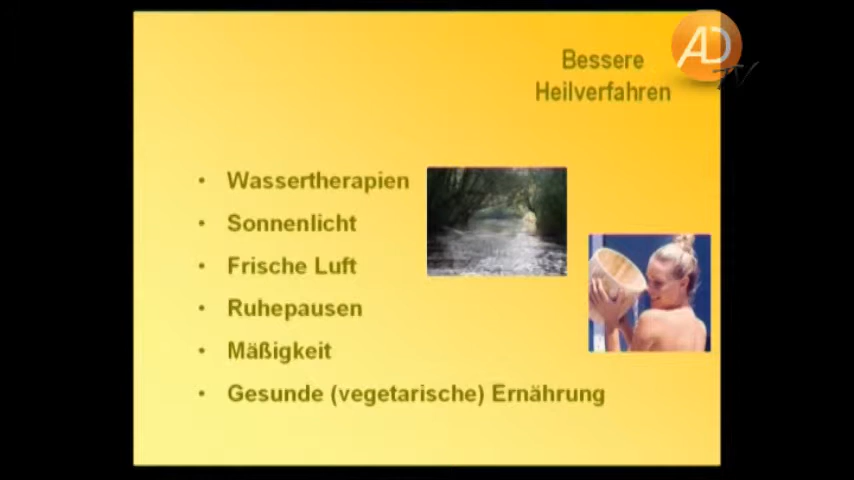 AD
TV
Bessere
Heilverfahren
• Wassertherapien
• Sonnenlicht
• Frische Luft
• Ruhepausen
• Mäßigkeit
• Gesunde (vegetarische) Ernährung